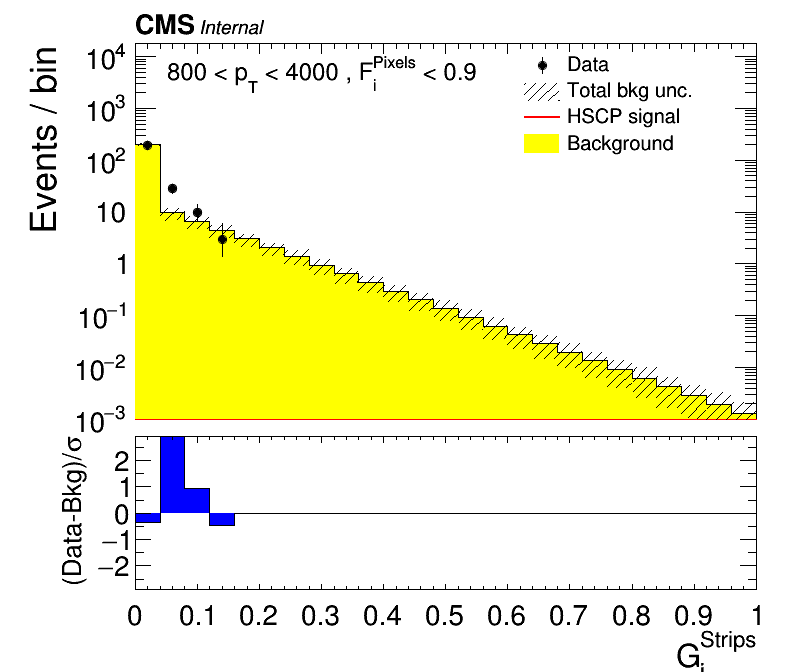 CMS Internal
800 < p_T < 4000 , F_i^Pixels < 0.9
Data
Total bkg unc.
HSCP signal
Background
Events / bin
10^4
10^3
10^2
10
1
10^−1
10^−2
10^−3
(Data-Bkg)/σ
2
1
0
−1
−2
0 0.1 0.2 0.3 0.4 0.5 0.6 0.7 0.8 0.9 1
G_i^Strips